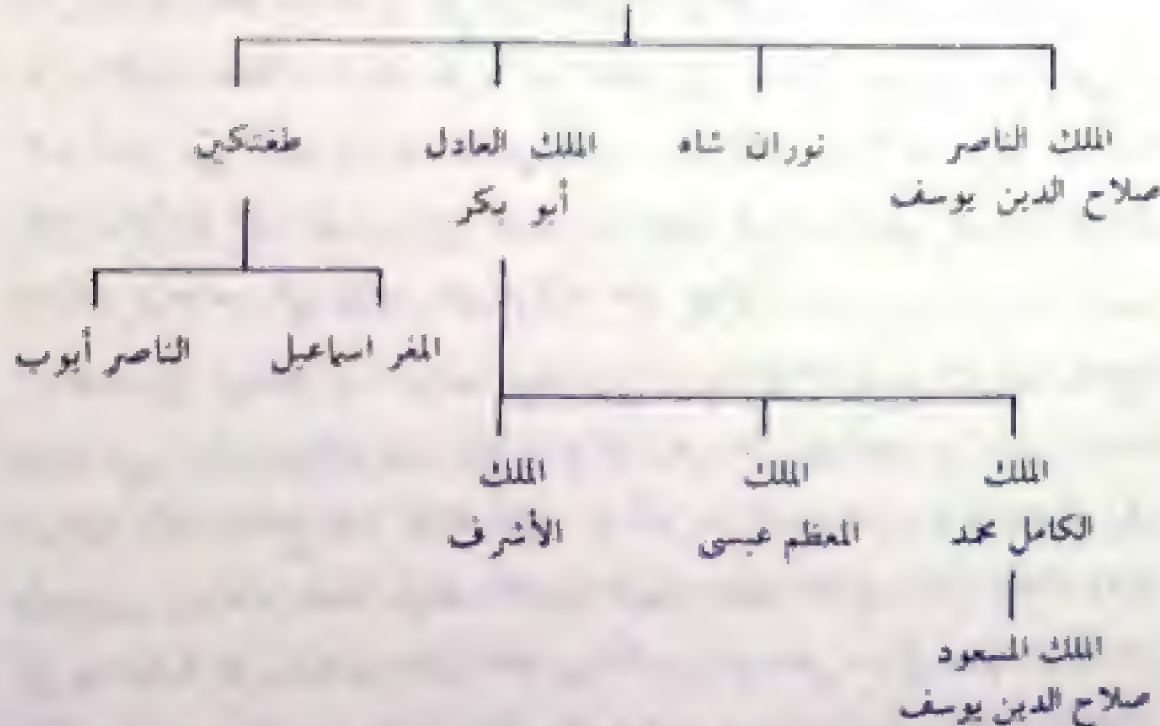 الملك الناصر
صلاح الدين يوسف
توران شاه
الملك العادل
أبو بكر
طغتكين
المغر اسماعيل
الناصر أيوب
الملك
الكامل محمد
الملك
المعظم عيسى
الملك
الأشرف
الملك المسعود
صلاح الدين يوسف